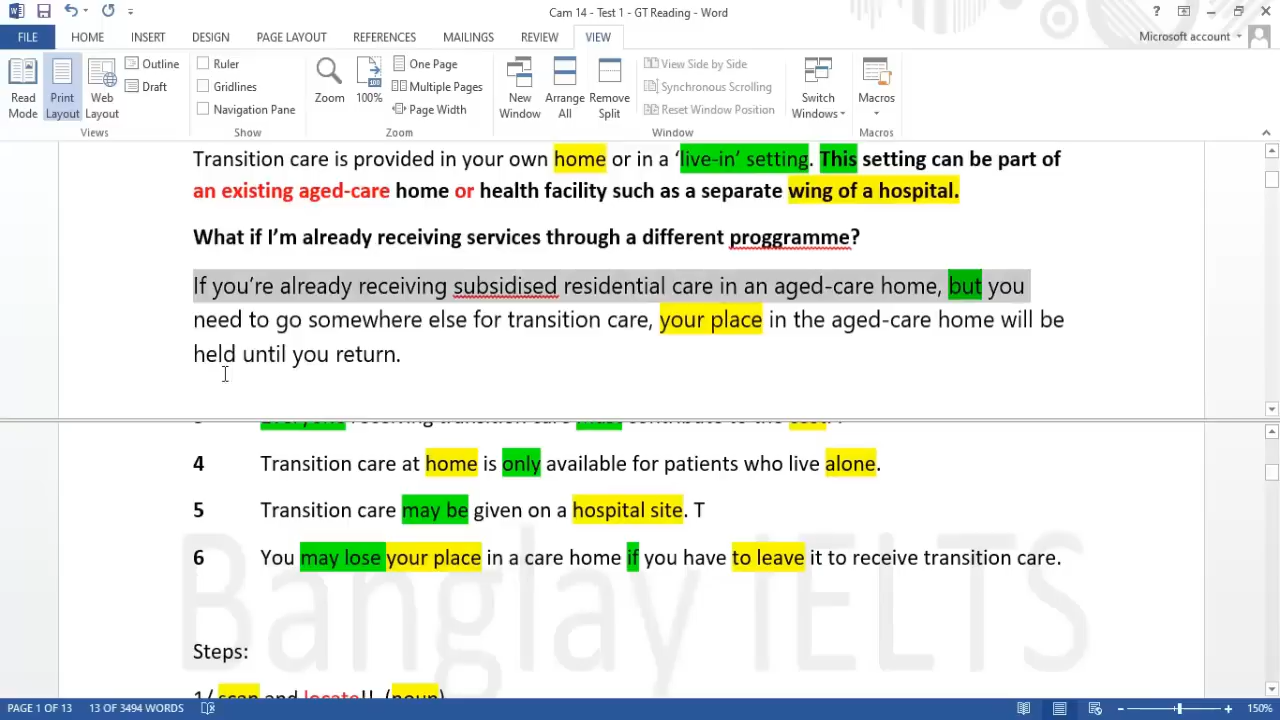 Cam 14 - Test 1 - GT Reading - Word
FILE HOME INSERT DESIGN PAGE LAYOUT REFERENCES MAILINGS REVIEW VIEW Microsoft account
Read Mode
Print Layout
Web Layout
Outline
Draft
Views
Ruler
Gridlines
Navigation Pane
Show
Zoom
100%
One Page
Multiple Pages
Page Width
Zoom
New Window
Arrange All
Remove Split
View Side by Side
Synchronous Scrolling
Reset Window Position
Window
Switch Windows
Macros
Macros
Transition care is provided in your own home or in a ‘live-in’ setting. This setting can be part of
an existing aged-care home or health facility such as a separate wing of a hospital.
What if I’m already receiving services through a different proggramme?
If you’re already receiving subsidised residential care in an aged-care home, but you
need to go somewhere else for transition care, your place in the aged-care home will be
held until you return.
4 Transition care at home is only available for patients who live alone.
5 Transition care may be given on a hospital site. T
6 You may lose your place in a care home if you have to leave it to receive transition care.
Banglay IELTS
Steps:
1/ scan and locate!! (noun)
PAGE 1 OF 13 13 OF 3494 WORDS 150%